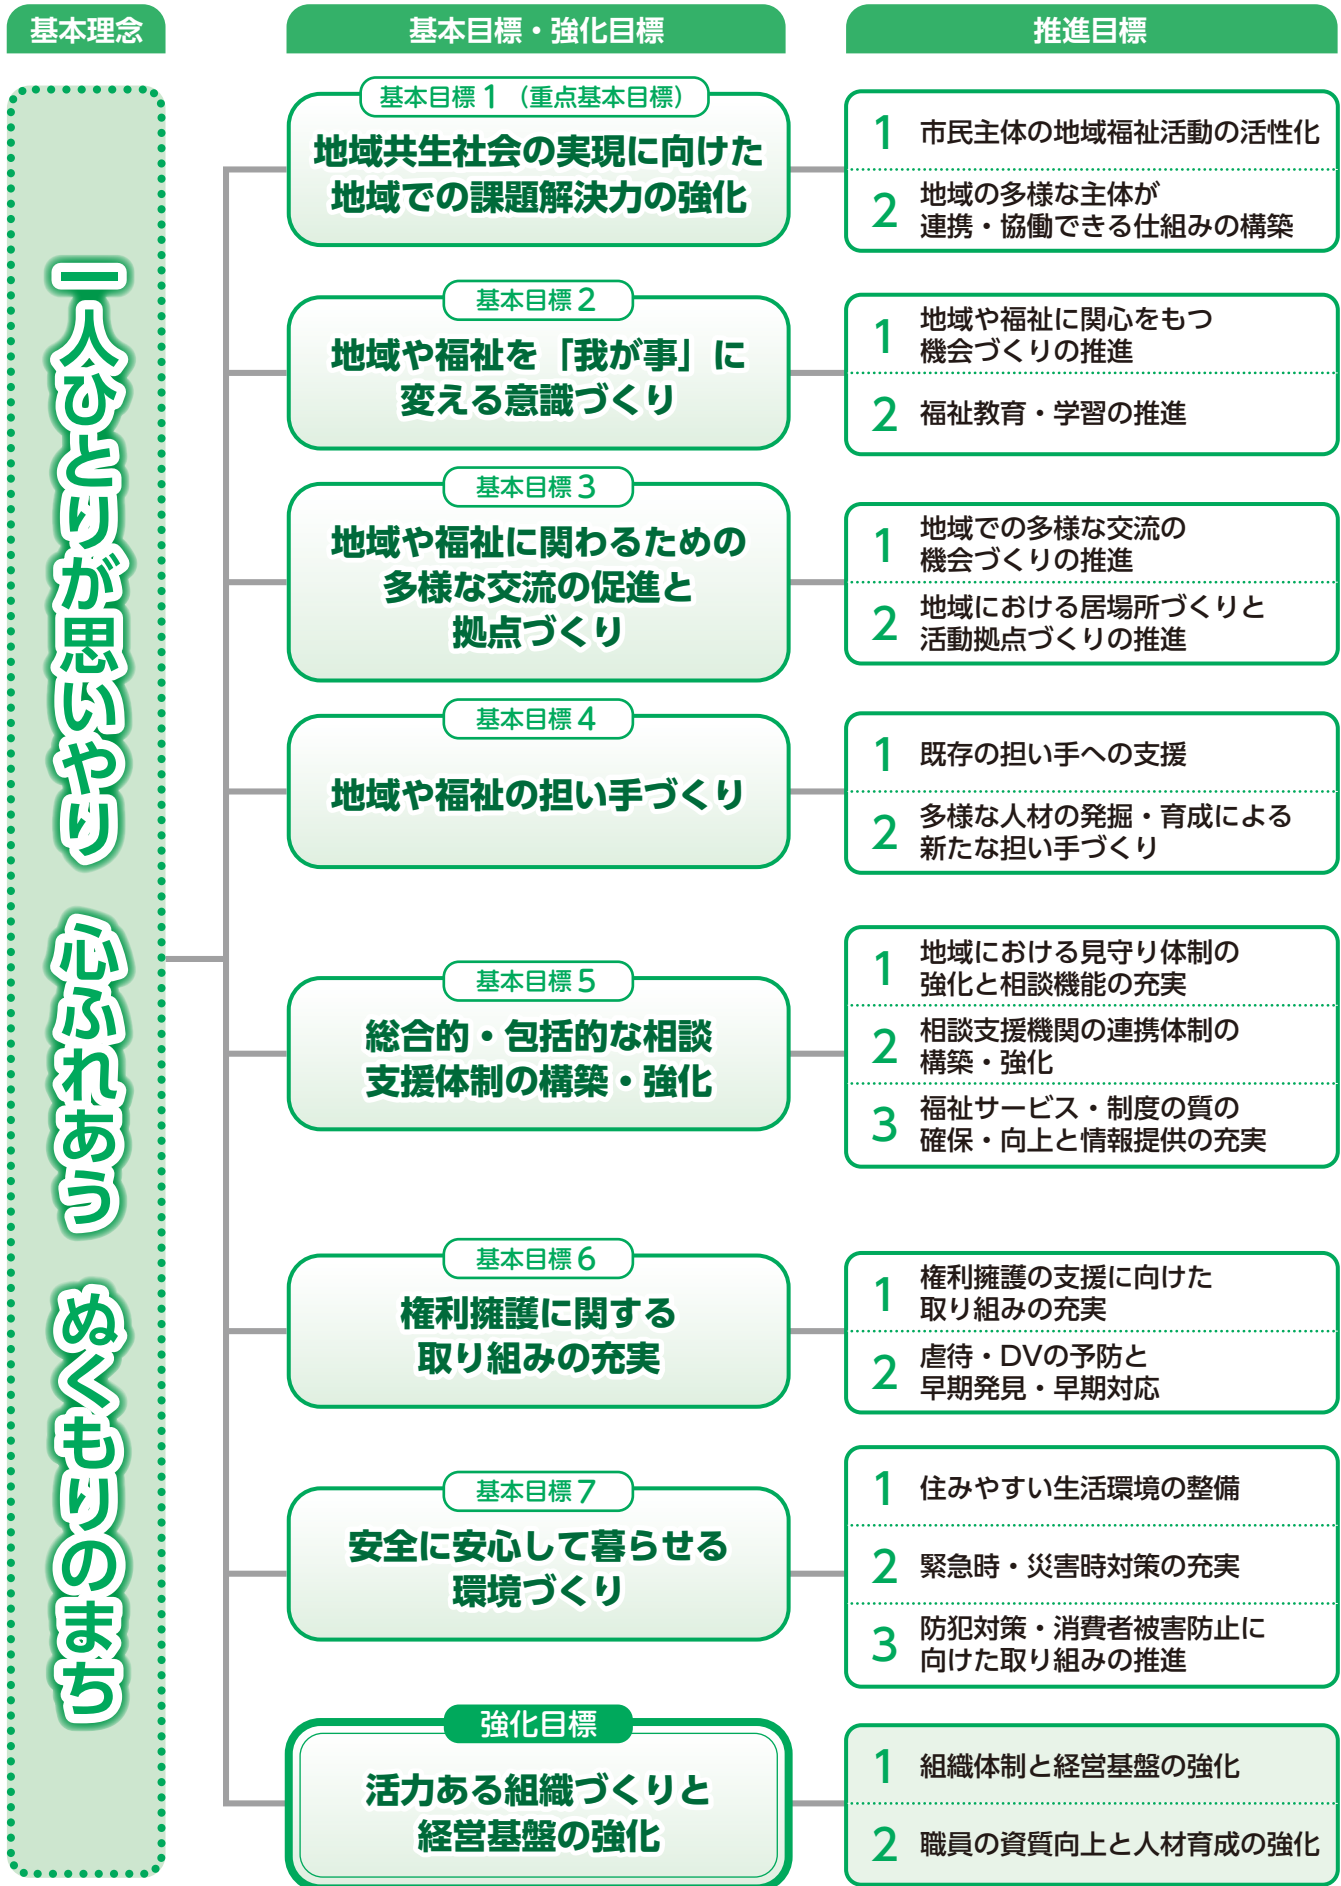 基本理念
基本目標・強化目標
推進目標
一人ひとりが思いやり 心ふれあう ぬくもりのまち
基本目標1（重点基本目標）
地域共生社会の実現に向けた
地域での課題解決力の強化
1 市民主体の地域福祉活動の活性化
2 地域の多様な主体が
連携・協働できる仕組みの構築
基本目標2
地域や福祉を「我が事」に
変える意識づくり
1 地域や福祉に関心をもつ
機会づくりの推進
2 福祉教育・学習の推進
基本目標3
地域や福祉に関わるための
多様な交流の促進と
拠点づくり
1 地域での多様な交流の
機会づくりの推進
2 地域における居場所づくりと
活動拠点づくりの推進
基本目標4
地域や福祉の担い手づくり
1 既存の担い手への支援
2 多様な人材の発掘・育成による
新たな担い手づくり
基本目標5
総合的・包括的な相談
支援体制の構築・強化
1 地域における見守り体制の
強化と相談機能の充実
2 相談支援機関の連携体制の
構築・強化
3 福祉サービス・制度の質の
確保・向上と情報提供の充実
基本目標6
権利擁護に関する
取り組みの充実
1 権利擁護の支援に向けた
取り組みの充実
2 虐待・DVの予防と
早期発見・早期対応
基本目標7
安全に安心して暮らせる
環境づくり
1 住みやすい生活環境の整備
2 緊急時・災害時対策の充実
3 防犯対策・消費者被害防止に
向けた取り組みの推進
強化目標
活力ある組織づくりと
経営基盤の強化
1 組織体制と経営基盤の強化
2 職員の資質向上と人材育成の強化